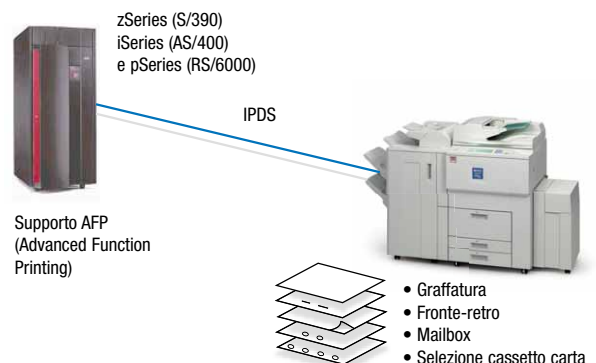 zSeries (S/390)
iSeries (AS/400)
e pSeries (RS/6000)
IPDS
Supporto AFP
(Advanced Function
Printing)
• Graffatura
• Fronte-retro
• Mailbox
• Selezione cassetto carta